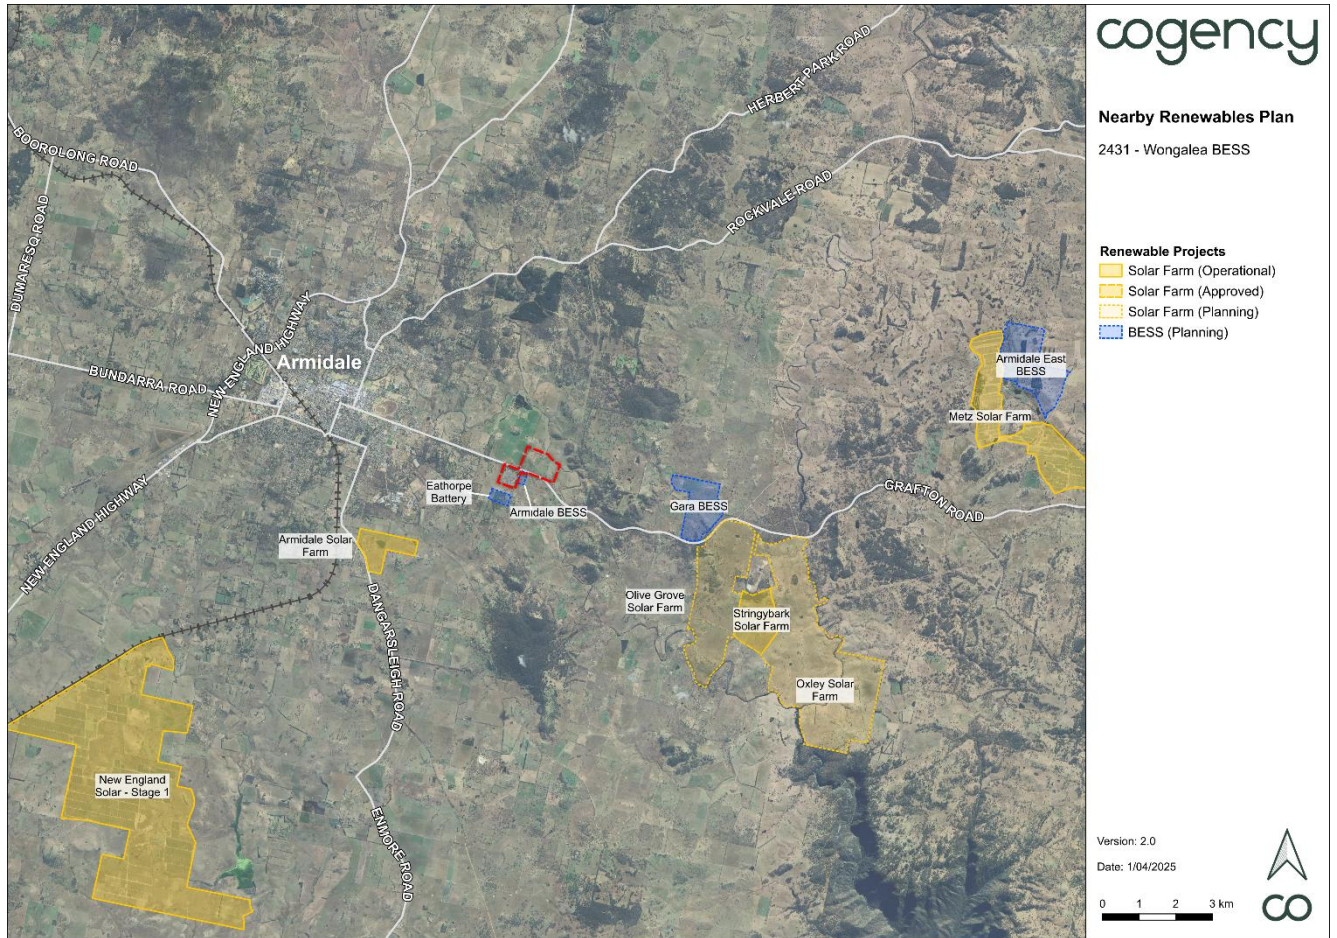 cogency
Nearby Renewables Plan
2431 - Wongalea BESS
Renewable Projects
Solar Farm (Operational)
Solar Farm (Approved)
Solar Farm (Planning)
BESS (Planning)
HERBERT PARK ROAD
BOOROLONG ROAD
ROCKVALE ROAD
DUMARESQ ROAD
NEW ENGLAND HIGHWAY
Armidale
BUNDARRA ROAD
Armidale East
BESS
Metz Solar Farm
Eathorpe
Battery
Armidale BESS
Gara BESS
GRAFTON ROAD
NEW ENGLAND HIGHWAY
Armidale Solar
Farm
Olive Grove
Solar Farm
Stringybark
Solar Farm
DANGARSLEIGH ROAD
Oxley Solar
Farm
New England
Solar - Stage 1
ENMORE ROAD
Version: 2.0
Date: 1/04/2025
0 1 2 3 km
CO